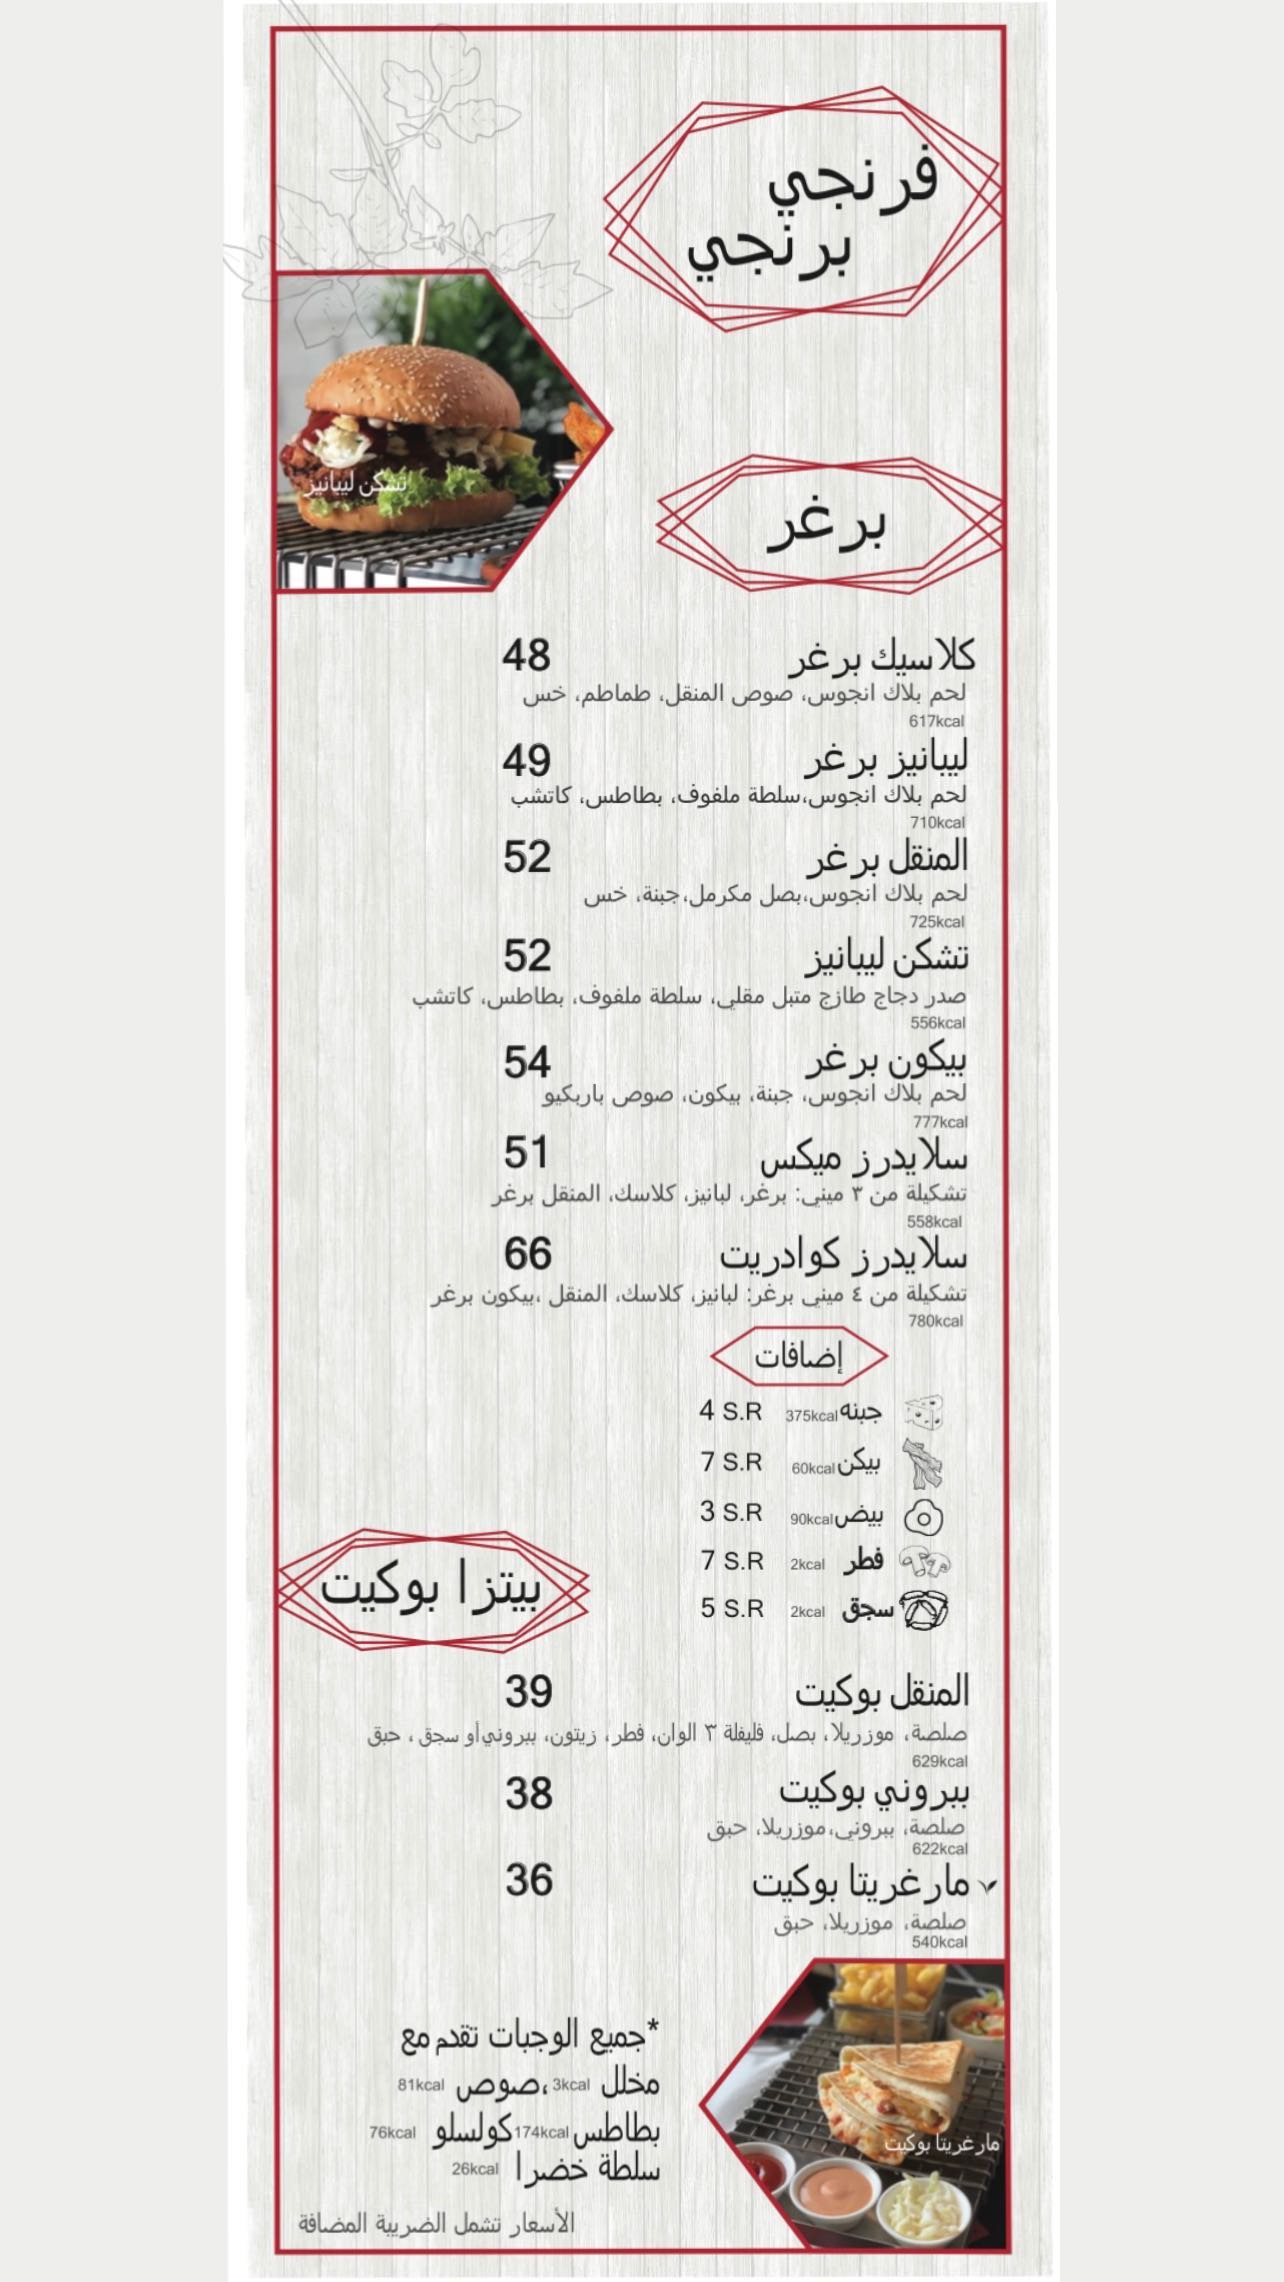 فرنجي
برنجي
تشكن ليبانيز
برغر
كلاسيك برغر 48
لحم بلاك انجوس، صوص المنقل، طماطم، خس
617kcal
ليبانيز برغر 49
لحم بلاك انجوس،سلطة ملفوف، بطاطس، كاتشب
710kcal
المنقل برغر 52
لحم بلاك انجوس،بصل مكرمل،جبنة، خس
725kcal
تشكن ليبانيز 52
صدر دجاج طازج متبل مقلي، سلطة ملفوف، بطاطس، كاتشب
556kcal
بيكون برغر 54
لحم بلاك انجوس، جبنة، بيكون، صوص باربكيو
777kcal
سلايدرز ميكس 51
تشكيلة من ٣ ميني: برغر، لبانيز، كلاسك، المنقل برغر
558kcal
سلايدرز كوادريت 66
تشكيلة من ٤ ميني برغر: لبانيز، كلاسك، المنقل ،بيكون برغر
780kcal
إضافات
جبنه 375kcal 4 S.R
بيكن 60kcal 7 S.R
بيض 90kcal 3 S.R
فطر 2kcal 7 S.R
سجق 2kcal 5 S.R
بيتزا بوكيت
المنقل بوكيت 39
صلصة، موزريلا، بصل، فليفلة ٣ الوان، فطر، زيتون، ببروني أو سجق ، حبق
629kcal
ببروني بوكيت 38
صلصة، ببروني،موزريلا، حبق
622kcal
مارغريتا بوكيت 36
صلصة، موزريلا، حبق
540kcal
*جميع الوجبات تقدم مع
مخلل 3kcal ،صوص 81kcal
بطاطس 174kcal كولسلو 76kcal
سلطة خضرا 26kcal
مارغريتا بوكيت
الأسعار تشمل الضريبة المضافة